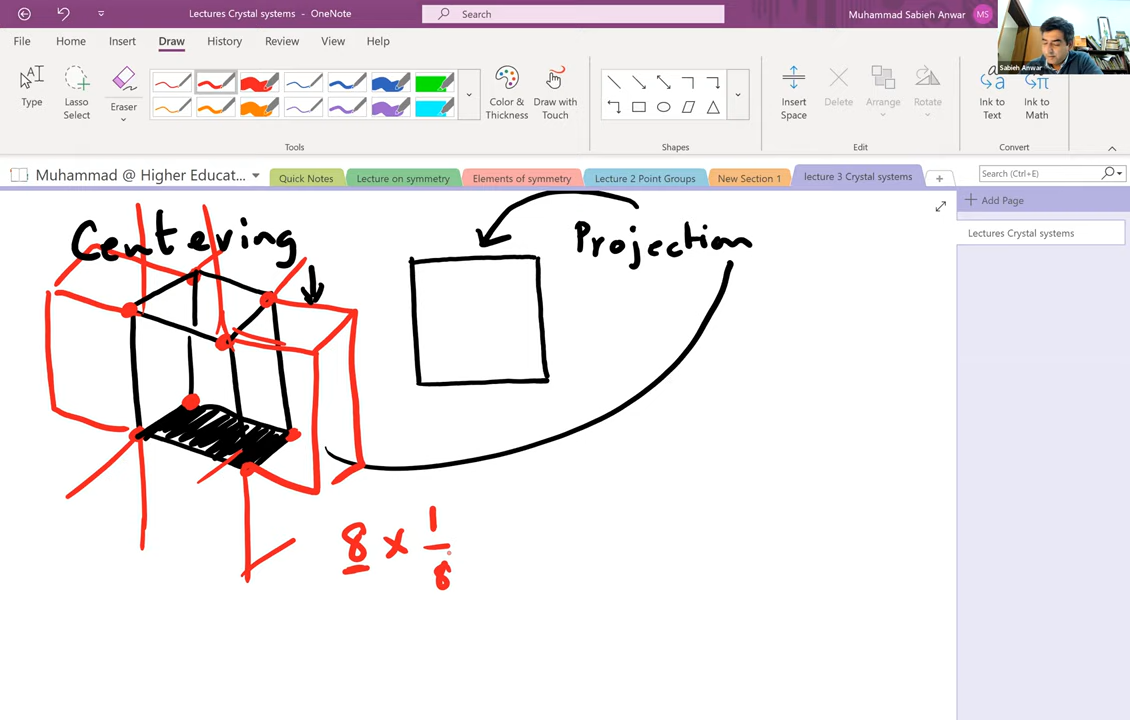 Lectures Crystal systems - OneNote
Search
Muhammad Sabieh Anwar
MS
Sabieh Anwar
File
Home
Insert
Draw
History
Review
View
Help
Type
Lasso
Select
Eraser
Color &
Thickness
Draw with
Touch
Insert
Space
Delete
Arrange
Rotate
Ink to
Text
Ink to
Math
Tools
Shapes
Edit
Convert
Muhammad @ Higher Educat...
Quick Notes
Lecture on symmetry
Elements of symmetry
Lecture 2 Point Groups
New Section 1
lecture 3 Crystal systems
Search (Ctrl+E)
Add Page
Lectures Crystal systems
Centering
Projection
8 × 1/8